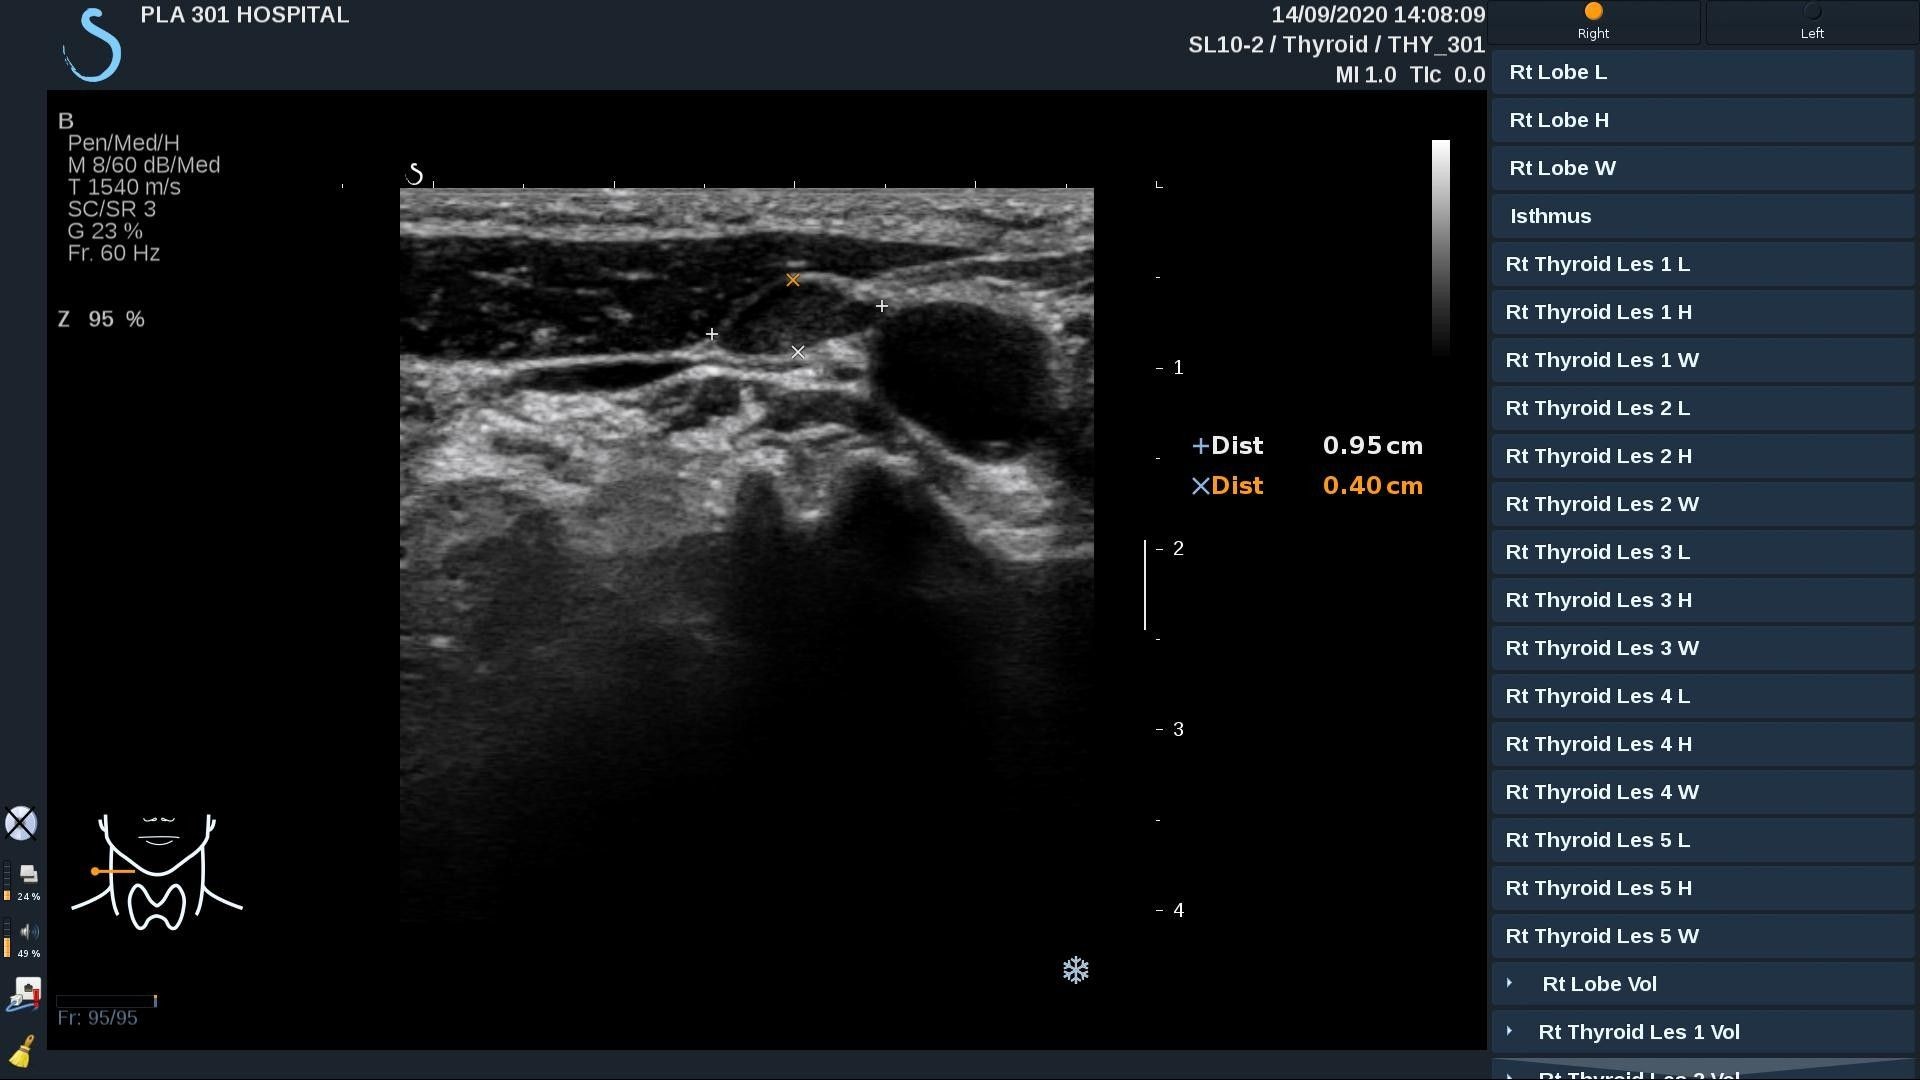 PLA 301 HOSPITAL
14/09/2020 14:08:09
SL10-2 / Thyroid / THY_301
MI 1.0 TIc 0.0
B
Pen/Med/H
M 8/60 dB/Med
T 1540 m/s
SC/SR 3
G 23 %
Fr. 60 Hz
Z 95 %
1
+Dist 0.95 cm
×Dist 0.40 cm
2
3
4
24 %
49 %
Fr: 95/95
Right
Left
Rt Lobe L
Rt Lobe H
Rt Lobe W
Isthmus
Rt Thyroid Les 1 L
Rt Thyroid Les 1 H
Rt Thyroid Les 1 W
Rt Thyroid Les 2 L
Rt Thyroid Les 2 H
Rt Thyroid Les 2 W
Rt Thyroid Les 3 L
Rt Thyroid Les 3 H
Rt Thyroid Les 3 W
Rt Thyroid Les 4 L
Rt Thyroid Les 4 H
Rt Thyroid Les 4 W
Rt Thyroid Les 5 L
Rt Thyroid Les 5 H
Rt Thyroid Les 5 W
Rt Lobe Vol
Rt Thyroid Les 1 Vol
Rt Thyroid Les 2 Vol